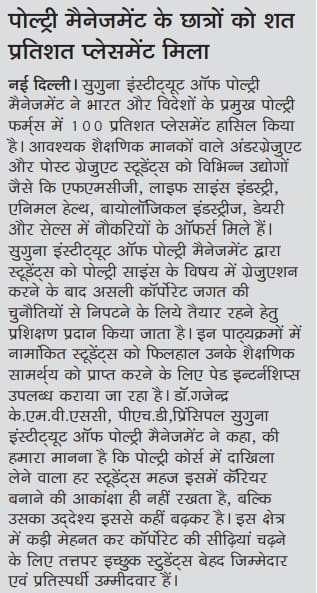 पोल्ट्री मैनेजमेंट के छात्रों को शत
प्रतिशत प्लेसमेंट मिला
नई दिल्ली। सुगुना इंस्टीट्यूट ऑफ पोल्ट्री
मैनेजमेंट ने भारत और विदेशों के प्रमुख पोल्ट्री
फर्म्स में 100 प्रतिशत प्लेसमेंट हासिल किया
है। आवश्यक शैक्षणिक मानकों वाले अंडरग्रेजुएट
और पोस्ट ग्रेजुएट स्टूडेंट्स को विभिन्न उद्योगों
जैसे कि एफएमसीजी, लाइफ साइंस इंडस्ट्री,
एनिमल हेल्थ, बायोलॉजिकल इंडस्ट्रीज, डेयरी
और सेल्स में नौकरियों के ऑफर्स मिले हैं।
सुगुना इंस्टीट्यूट ऑफ पोल्ट्री मैनेजमेंट द्वारा
स्टूडेंट्स को पोल्ट्री साइंस के विषय में ग्रेजुएशन
करने के बाद असली कॉर्पोरेट जगत की
चुनौतियों से निपटने के लिये तैयार रहने हेतु
प्रशिक्षण प्रदान किया जाता है। इन पाठ्यक्रमों में
नामांकित स्टूडेंट्स को फिलहाल उनके शैक्षणिक
सामर्थ्य को प्राप्त करने के लिए पेड इन्टर्नशिप्स
उपलब्ध कराया जा रहा है। डॉ.गजेन्द्र
के.एम.वी.एससी, पीएच.डी,प्रिंसिपल सुगुना
इंस्टीट्यूट ऑफ पोल्ट्री मैनेजमेंट ने कहा, की
हमारा मानना है कि पोल्ट्री कोर्स में दाखिला
लेने वाला हर स्टूडेंट्स महज इसमें कॅरियर
बनाने की आकांक्षा ही नहीं रखता है, बल्कि
उसका उद्देश्य इससे कहीं बढ़कर है। इस क्षेत्र
में कड़ी मेहनत कर कॉर्पोरेट की सीढ़ियां चढ़ने
के लिए तत्तपर इच्छुक स्टुडेंट्स बेहद जिम्मेदार
एवं प्रतिस्पर्धी उम्मीदवार हैं।